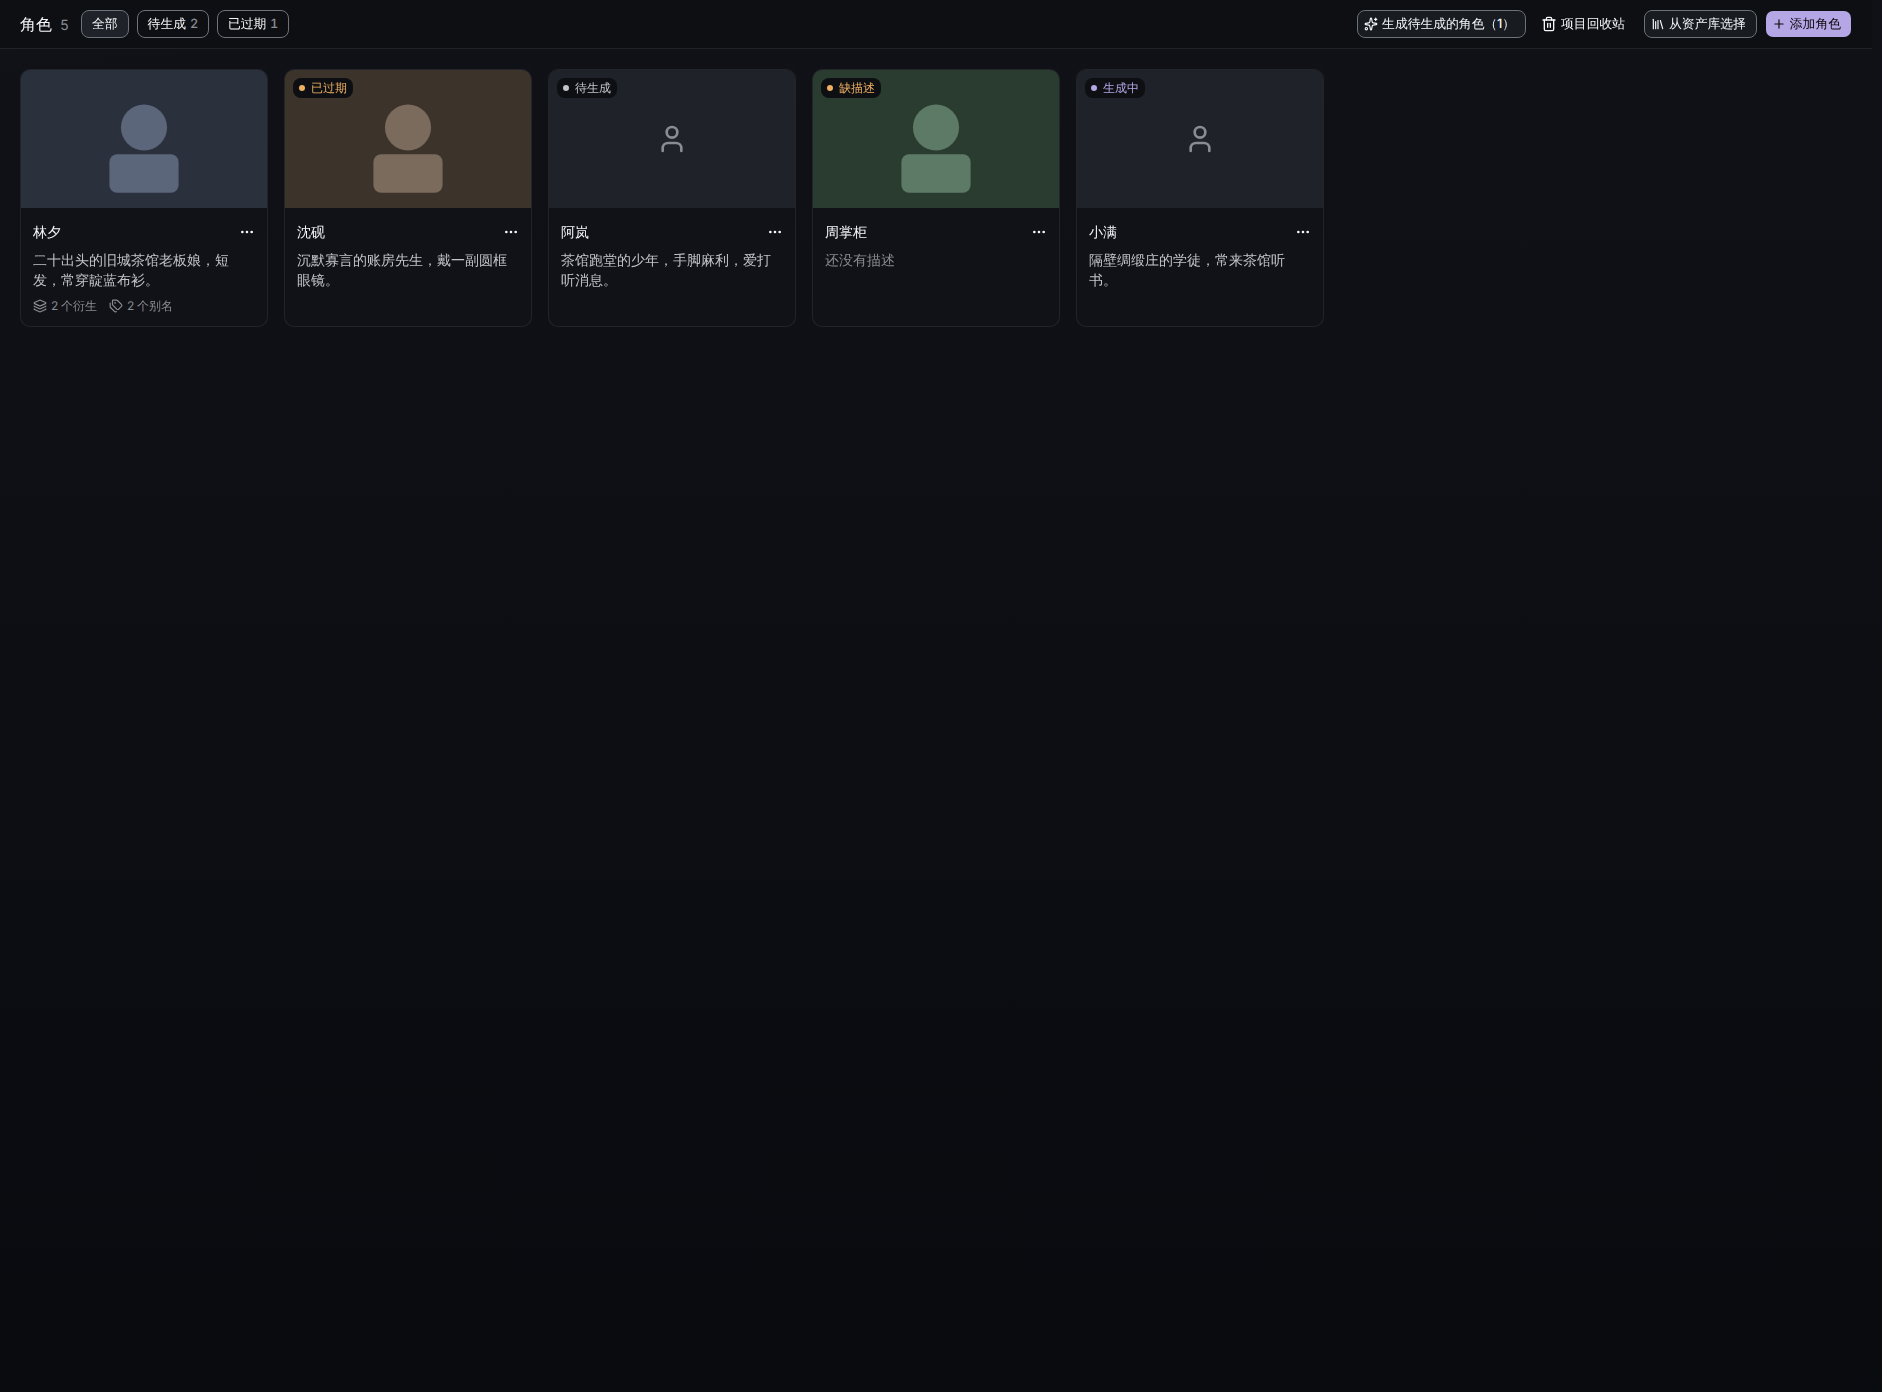 角色 5 全部 待生成 2 已过期 1 生成待生成的角色（1） 项目回收站 从资产库选择 添加角色
已过期 待生成 缺描述 生成中
林夕
二十出头的旧城茶馆老板娘，短
发，常穿靛蓝布衫。
2 个衍生 2 个别名
沈砚
沉默寡言的账房先生，戴一副圆框
眼镜。
阿岚
茶馆跑堂的少年，手脚麻利，爱打
听消息。
周掌柜
还没有描述
小满
隔壁绸缎庄的学徒，常来茶馆听
书。